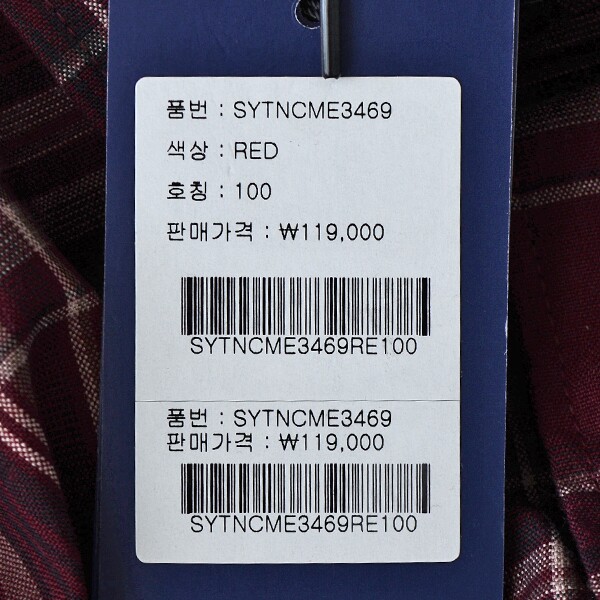 품번 : SYTNCME3469
색상 : RED
호칭 : 100
판매가격 : ₩119,000
SYTNCME3469RE100
품번 : SYTNCME3469
판매가격 : ₩119,000
SYTNCME3469RE100